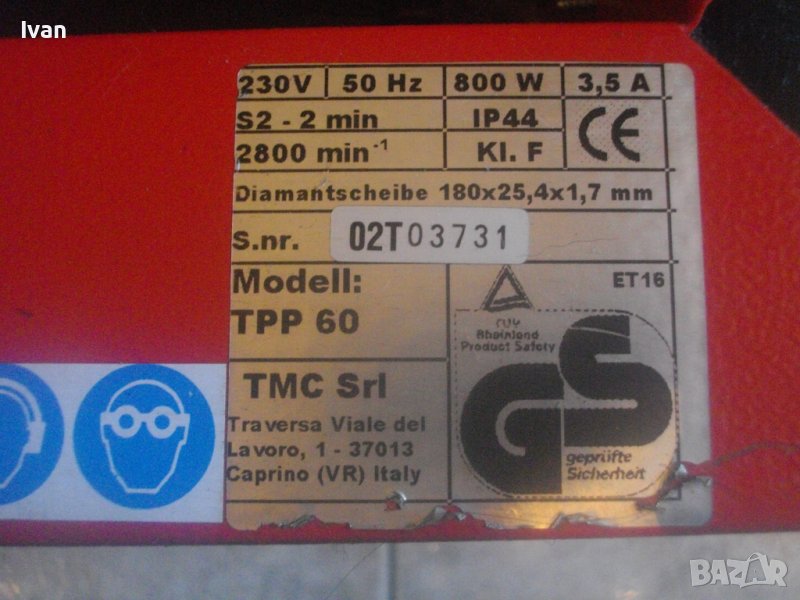 Ivan
230V 50 Hz 800 W 3,5 A
S2 - 2 min IP44 CE
2800 min-1 Kl. F
Diamantscheibe 180x25,4x1,7 mm
S.nr. 02T03731
Modell: ET16
TPP 60
TÜV
Rheinland
Product Safety
GS
geprüfte
Sicherheit
TMC Srl
Traversa Viale del
Lavoro, 1 - 37013
Caprino (VR) Italy
BAZAR